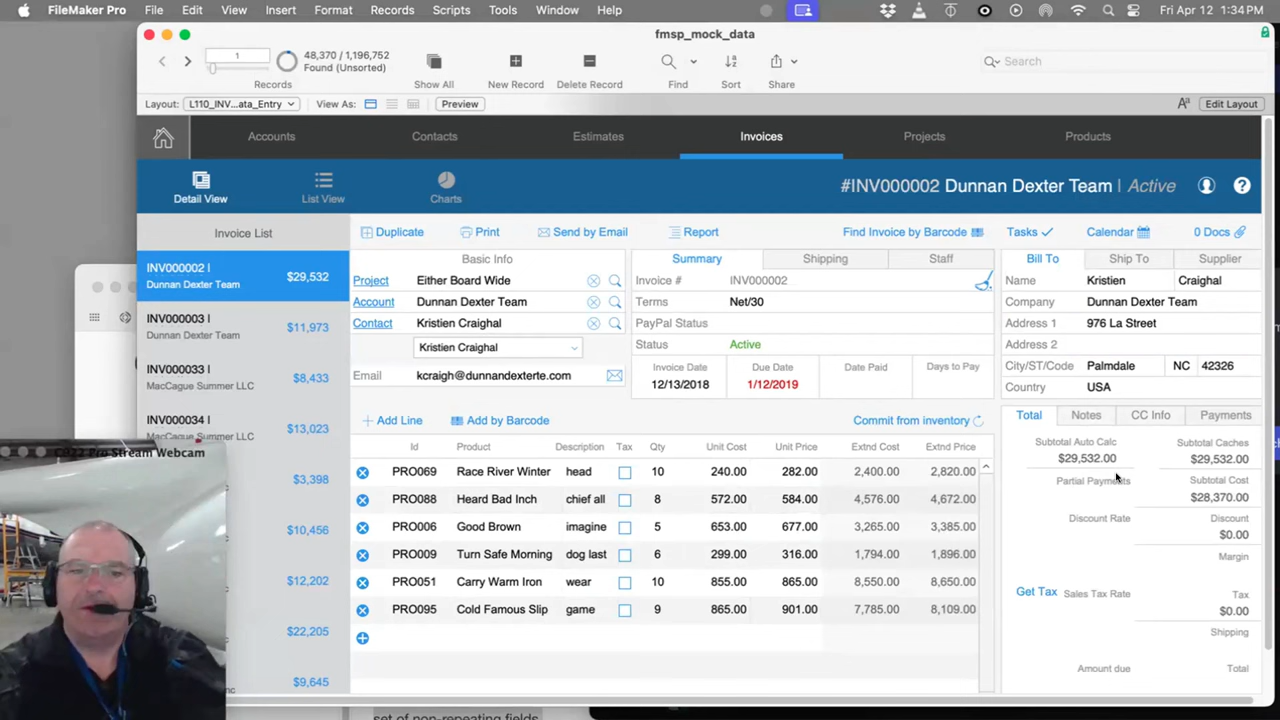 FileMaker Pro File Edit View Insert Format Records Scripts Tools Window Help Fri Apr 12 1:34 PM
fmsp_mock_data
1
48,370 / 1,196,752
Found (Unsorted)
Records
Show All
New Record
Delete Record
Find
Sort
Share
Search
Layout: L110_INV...ata_Entry View As: Preview Edit Layout
Accounts Contacts Estimates Invoices Projects Products
Detail View List View Charts
#INV000002 Dunnan Dexter Team | Active
Invoice List
INV000002 |
Dunnan Dexter Team
$29,532
INV000003 |
Dunnan Dexter Team
$11,973
INV000033 |
MacCague Summer LLC
$8,433
INV000034 |
MacCague Summer LLC
$13,023
C922 Pro Stream Webcam
$3,398
$10,456
$12,202
$22,205
$9,645
Duplicate Print Send by Email Report Find Invoice by Barcode Tasks Calendar 0 Docs
Basic Info
Project Either Board Wide
Account Dunnan Dexter Team
Contact Kristien Craighal
Kristien Craighal
Email kcraigh@dunnandexterte.com
Summary Shipping Staff
Invoice # INV000002
Terms Net/30
PayPal Status
Status Active
Invoice Date Due Date Date Paid Days to Pay
12/13/2018 1/12/2019
Bill To Ship To Supplier
Name Kristien Craighal
Company Dunnan Dexter Team
Address 1 976 La Street
Address 2
City/ST/Code Palmdale NC 42326
Country USA
Add Line Add by Barcode Commit from inventory
Id Product Description Tax Qty Unit Cost Unit Price Extnd Cost Extnd Price
PRO069 Race River Winter head 10 240.00 282.00 2,400.00 2,820.00
PRO088 Heard Bad Inch chief all 8 572.00 584.00 4,576.00 4,672.00
PRO006 Good Brown imagine 5 653.00 677.00 3,265.00 3,385.00
PRO009 Turn Safe Morning dog last 6 299.00 316.00 1,794.00 1,896.00
PRO051 Carry Warm Iron wear 10 855.00 865.00 8,550.00 8,650.00
PRO095 Cold Famous Slip game 9 865.00 901.00 7,785.00 8,109.00
Total Notes CC Info Payments
Subtotal Auto Calc Subtotal Caches
$29,532.00 $29,532.00
Partial Payments Subtotal Cost
$28,370.00
Discount Rate Discount
$0.00
Margin
Get Tax Sales Tax Rate Tax
$0.00
Shipping
Amount due Total
set of non-repeating fields